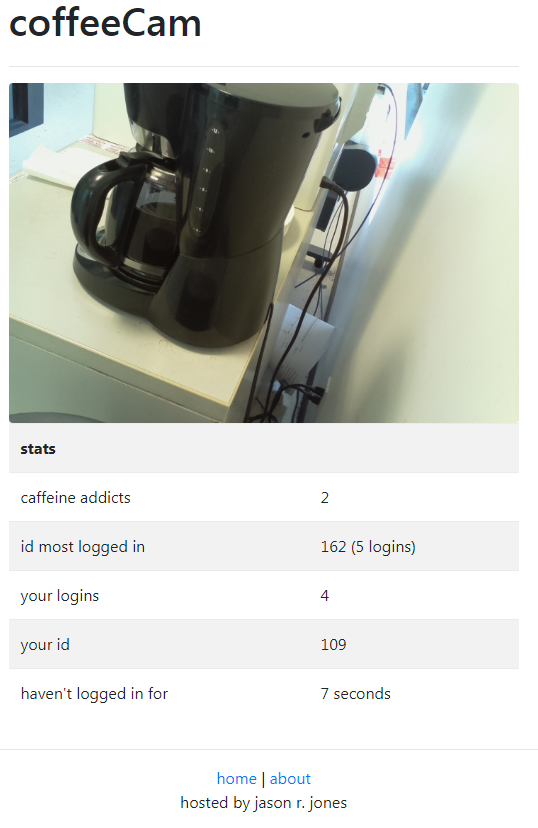 coffeeCam
stats
caffeine addicts 2
id most logged in 162 (5 logins)
your logins 4
your id 109
haven't logged in for 7 seconds
home | about
hosted by jason r. jones